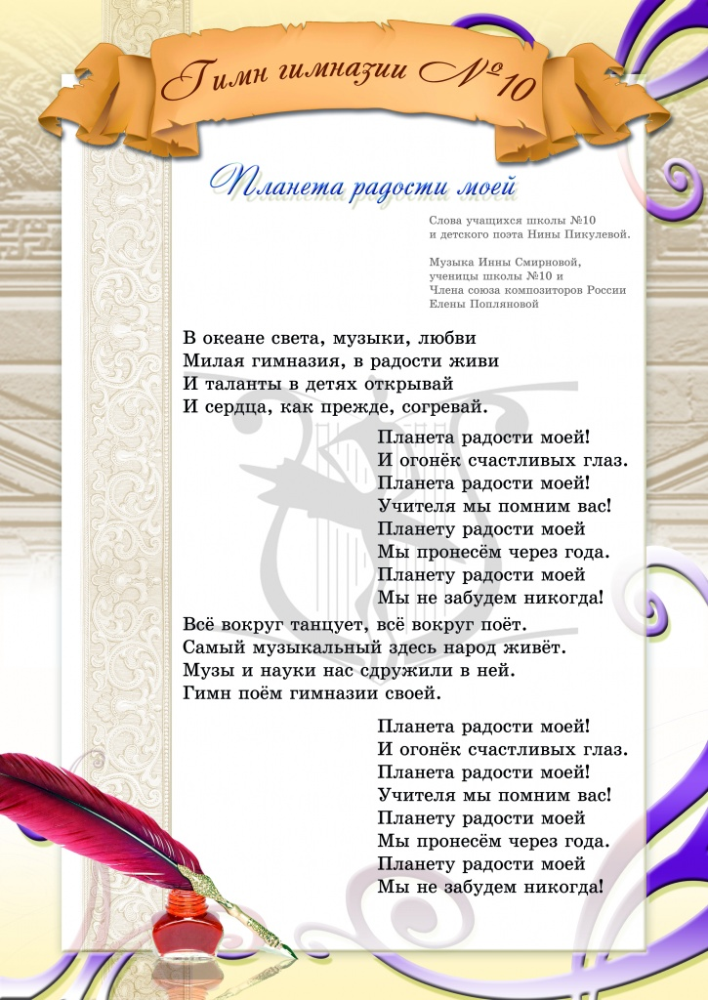 Гимн гимназии №10
Планета радости моей
Слова учащихся школы №10
и детского поэта Нины Пикулевой.
Музыка Инны Смирновой,
ученицы школы №10 и
Члена союза композиторов России
Елены Попляновой
В океане света, музыки, любви
Милая гимназия, в радости живи
И таланты в детях открывай
И сердца, как прежде, согревай.
Планета радости моей!
И огонёк счастливых глаз.
Планета радости моей!
Учителя мы помним вас!
Планету радости моей
Мы пронесём через года.
Планету радости моей
Мы не забудем никогда!
Всё вокруг танцует, всё вокруг поёт.
Самый музыкальный здесь народ живёт.
Музы и науки нас сдружили в ней.
Гимн поём гимназии своей.
Планета радости моей!
И огонёк счастливых глаз.
Планета радости моей!
Учителя мы помним вас!
Планету радости моей
Мы пронесём через года.
Планету радости моей
Мы не забудем никогда!